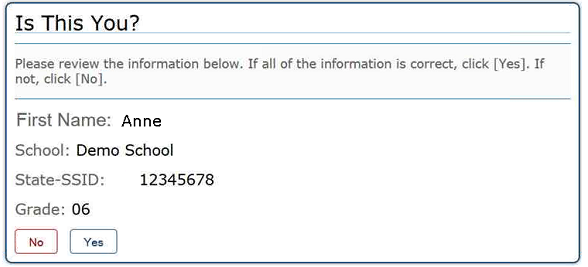 Is This You?
Please review the information below. If all of the information is correct, click [Yes]. If
not, click [No].
First Name: Anne
School: Demo School
State-SSID: 12345678
Grade: 06
No Yes